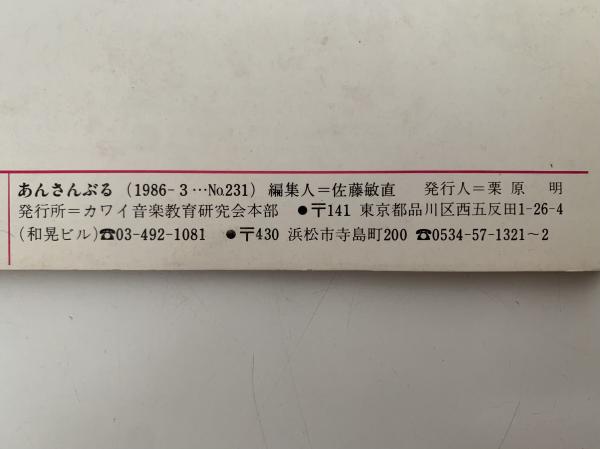 あんさんぶる (1986-3…No.231) 編集人=佐藤敏直 発行人=栗原 明
発行所=カワイ音楽教育研究会本部 ●〒141 東京都品川区西五反田1-26-4
(和晃ビル)☎03-492-1081 ●〒430 浜松市寺島町200 ☎0534-57-1321~2